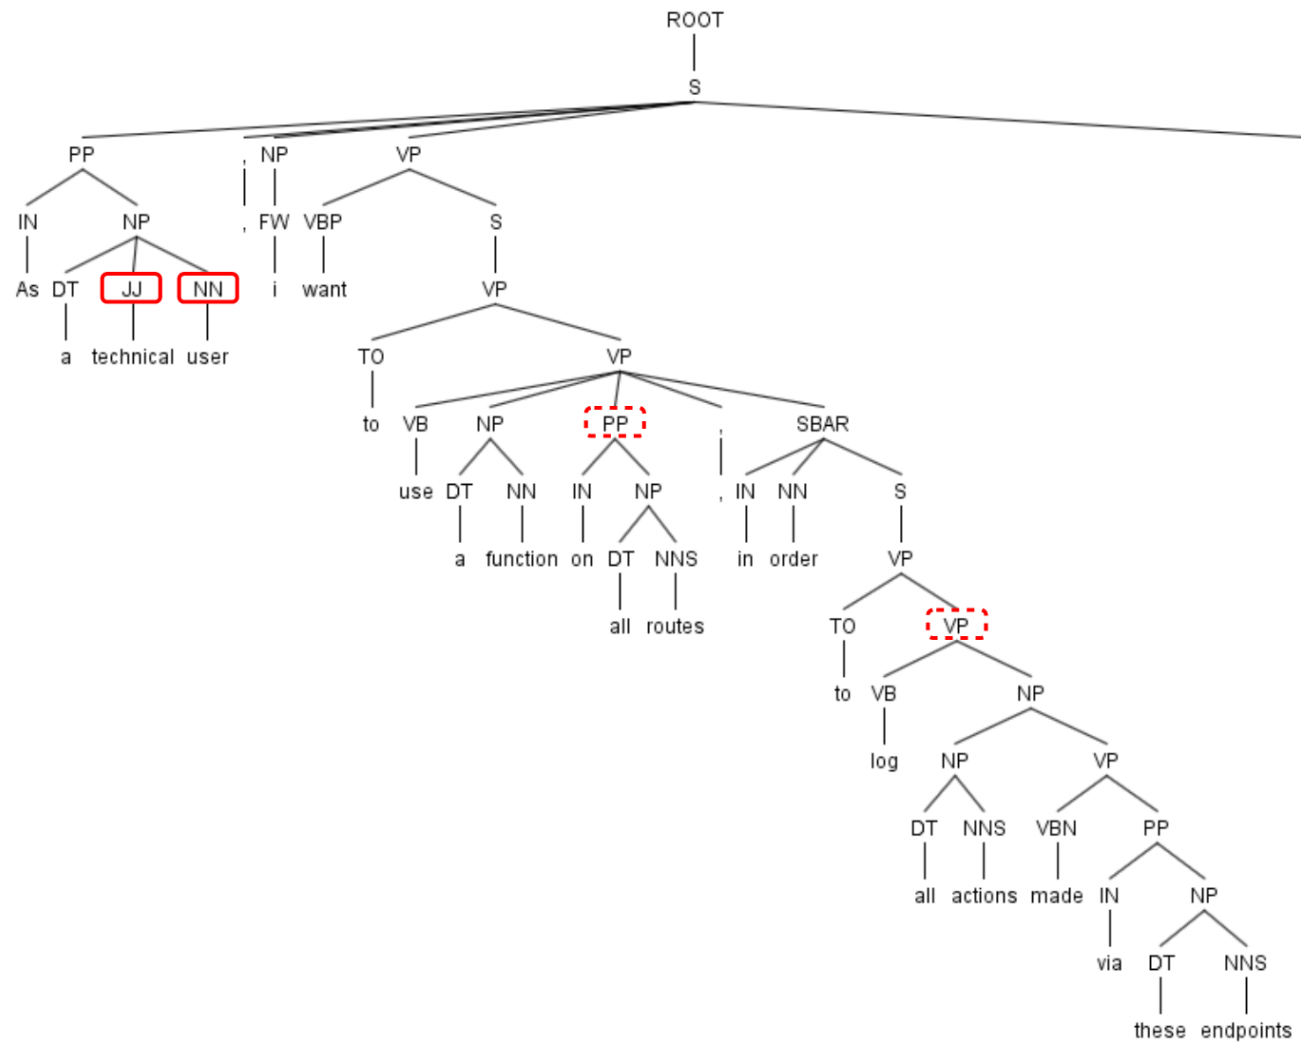 ROOT
S
PP , NP VP
IN NP , FW VBP S
As DT JJ NN i want VP
a technical user TO VP
to VB NP PP , SBAR
use DT NN IN NP , IN NN S
a function on DT NNS in order VP
all routes TO VP
to VB NP
log NP VP
DT NNS VBN PP
all actions made IN NP
via DT NNS
these endpoints